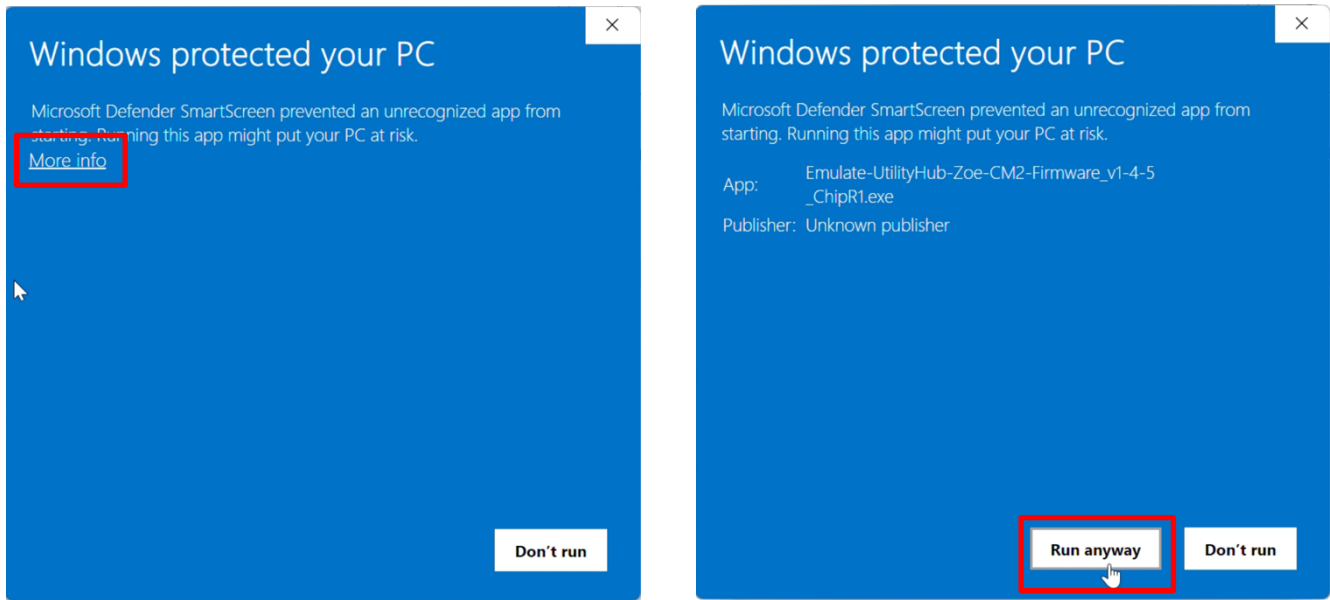 Windows protected your PC
Microsoft Defender SmartScreen prevented an unrecognized app from
starting. Running this app might put your PC at risk.
More info
Don't run
Windows protected your PC
Microsoft Defender SmartScreen prevented an unrecognized app from
starting. Running this app might put your PC at risk.
App: Emulate-UtilityHub-Zoe-CM2-Firmware_v1-4-5
_ChipR1.exe
Publisher: Unknown publisher
Run anyway Don't run